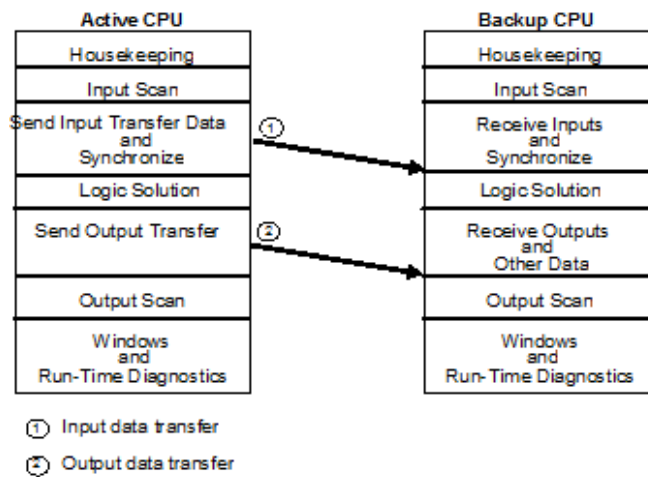 Active CPU
Housekeeping
Input Scan
Send Input Transfer Data
and
Synchronize
Logic Solution
Send Output Transfer
Output Scan
Windows
and
Run-Time Diagnostics
1
2
Backup CPU
Housekeeping
Input Scan
Receive Inputs
and
Synchronize
Logic Solution
Receive Outputs
and
Other Data
Output Scan
Windows
and
Run-Time Diagnostics
1 Input data transfer
2 Output data transfer